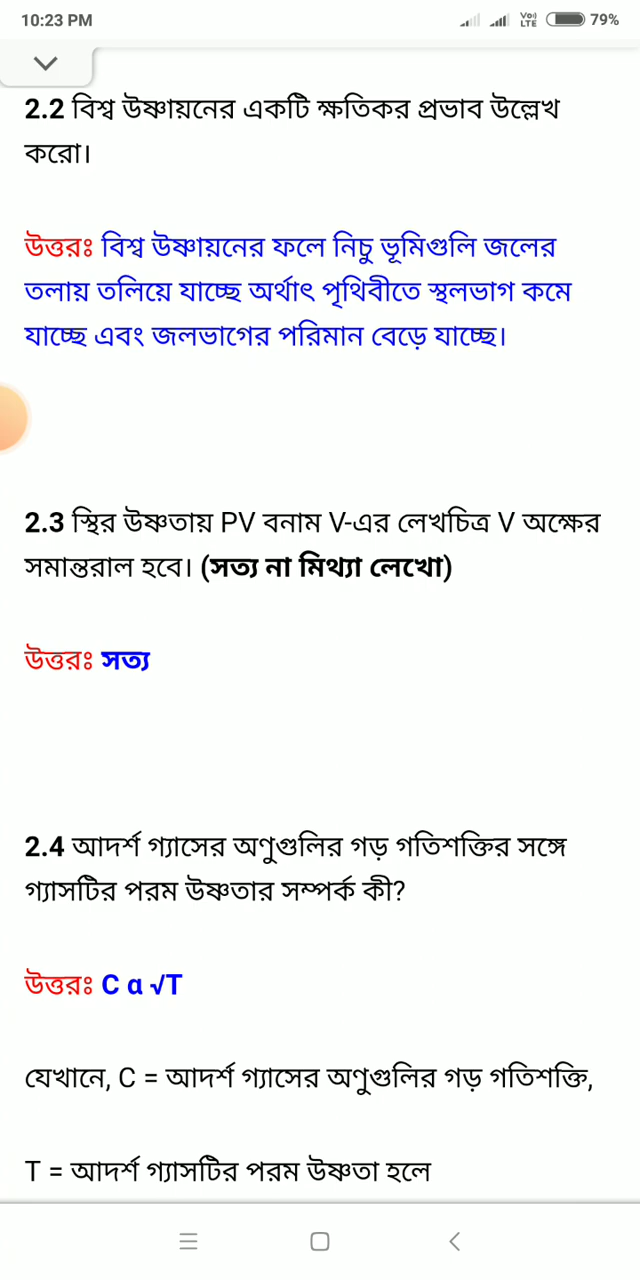 10:23 PM
Vo)) LTE 79%
2.2 বিশ্ব উষ্ণায়নের একটি ক্ষতিকর প্রভাব উল্লেখ
করো।
উত্তরঃ বিশ্ব উষ্ণায়নের ফলে নিচু ভূমিগুলি জলের
তলায় তলিয়ে যাচ্ছে অর্থাৎ পৃথিবীতে স্থলভাগ কমে
যাচ্ছে এবং জলভাগের পরিমান বেড়ে যাচ্ছে।
2.3 স্থির উষ্ণতায় PV বনাম V-এর লেখচিত্র V অক্ষের
সমান্তরাল হবে। (সত্য না মিথ্যা লেখো)
উত্তরঃ সত্য
2.4 আদর্শ গ্যাসের অণুগুলির গড় গতিশক্তির সঙ্গে
গ্যাসটির পরম উষ্ণতার সম্পর্ক কী?
উত্তরঃ C α √T
যেখানে, C = আদর্শ গ্যাসের অণুগুলির গড় গতিশক্তি,
T = আদর্শ গ্যাসটির পরম উষ্ণতা হলে